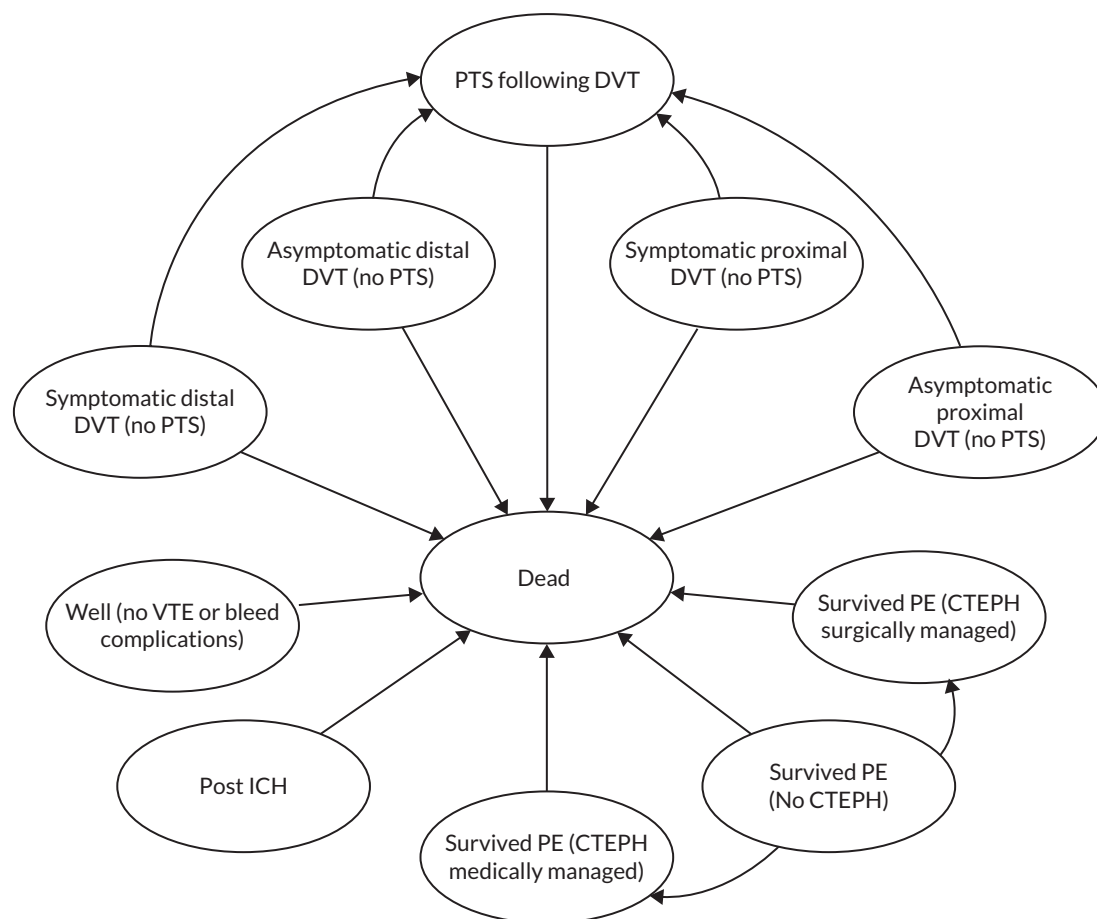 PTS following DVT
Asymptomatic distal
DVT (no PTS)
Symptomatic proximal
DVT (no PTS)
Symptomatic distal
DVT (no PTS)
Asymptomatic
proximal
DVT (no PTS)
Dead
Well (no VTE or bleed
complications)
Survived PE (CTEPH
surgically managed)
Post ICH
Survived PE
(No CTEPH)
Survived PE (CTEPH
medically managed)